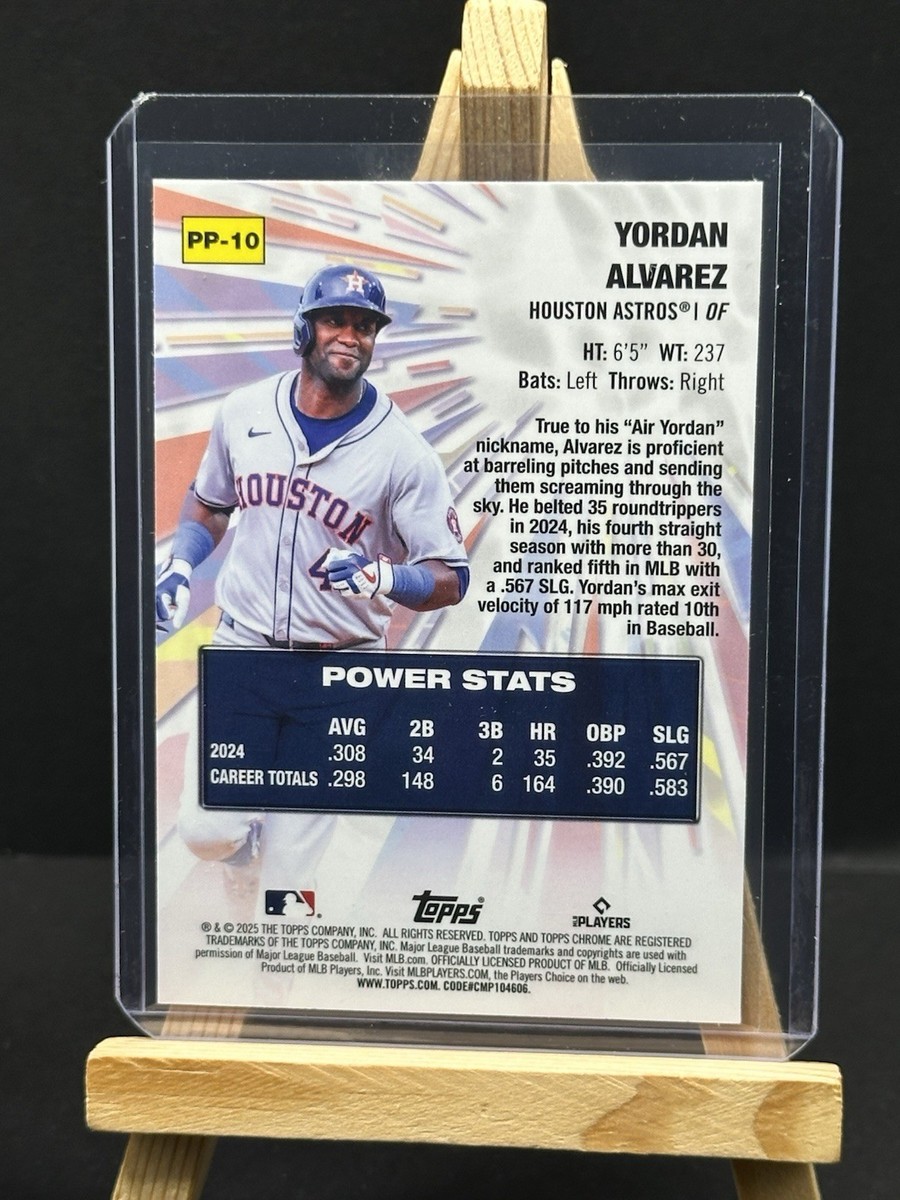 PP-10
YORDAN
ALVAREZ
HOUSTON ASTROS® | OF
HT: 6'5" WT: 237
Bats: Left Throws: Right
True to his “Air Yordan”
nickname, Alvarez is proficient
at barreling pitches and sending
them screaming through the
sky. He belted 35 roundtrippers
in 2024, his fourth straight
season with more than 30,
and ranked fifth in MLB with
a .567 SLG. Yordan's max exit
velocity of 117 mph rated 10th
in Baseball.
H
HOUSTON
4
POWER STATS
AVG 2B 3B HR OBP SLG
2024 .308 34 2 35 .392 .567
CAREER TOTALS .298 148 6 164 .390 .583
topps®
PLAYERS
® & © 2025 THE TOPPS COMPANY, INC. ALL RIGHTS RESERVED. TOPPS AND TOPPS CHROME ARE REGISTERED
TRADEMARKS OF THE TOPPS COMPANY, INC. Major League Baseball trademarks and copyrights are used with
permission of Major League Baseball. Visit MLB.com. OFFICIALLY LICENSED PRODUCT OF MLB. Officially Licensed
Product of MLB Players, Inc. Visit MLBPLAYERS.COM, the Players Choice on the web.
WWW.TOPPS.COM. CODE#CMP104606.